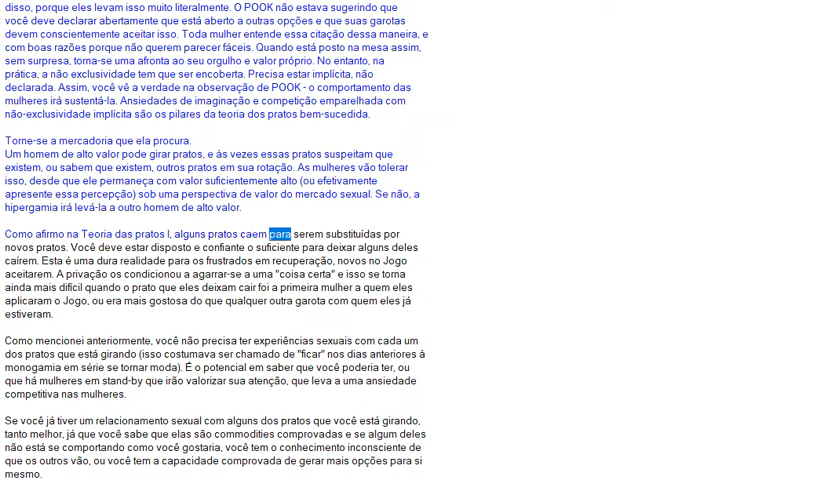 disso, porque eles levam isso muito literalmente. O POOK não estava sugerindo que
você deve declarar abertamente que está aberto a outras opções e que suas garotas
devem conscientemente aceitar isso. Toda mulher entende essa citação dessa maneira, e
com boas razões porque não querem parecer fáceis. Quando está posto na mesa assim,
sem surpresa, torna-se uma afronta ao seu orgulho e valor próprio. No entanto, na
prática, a não exclusividade tem que ser encoberta. Precisa estar implícita, não
declarada. Assim, você vê a verdade na observação de POOK - o comportamento das
mulheres irá sustentá-la. Ansiedades de imaginação e competição emparelhada com
não-exclusividade implícita são os pilares da teoria dos pratos bem-sucedida.
Torne-se a mercadoria que ela procura.
Um homem de alto valor pode girar pratos, e às vezes essas pratos suspeitam que
existem, ou sabem que existem, outros pratos em sua rotação. As mulheres vão tolerar
isso, desde que ele permaneça com valor suficientemente alto (ou efetivamente
apresente essa percepção) sob uma perspectiva de valor do mercado sexual. Se não, a
hipergamia irá levá-la a outro homem de alto valor.
Como afirmo na Teoria das pratos I, alguns pratos caem para serem substituídas por
novos pratos. Você deve estar disposto e confiante o suficiente para deixar alguns deles
caírem. Esta é uma dura realidade para os frustrados em recuperação, novos no Jogo
aceitarem. A privação os condicionou a agarrar-se a uma "coisa certa" e isso se torna
ainda mais difícil quando o prato que eles deixam cair foi a primeira mulher a quem eles
aplicaram o Jogo, ou era mais gostosa do que qualquer outra garota com quem eles já
estiveram.
Como mencionei anteriormente, você não precisa ter experiências sexuais com cada um
dos pratos que está girando (isso costumava ser chamado de "ficar" nos dias anteriores à
monogamia em série se tornar moda). É o potencial em saber que você poderia ter, ou
que há mulheres em stand-by que irão valorizar sua atenção, que leva a uma ansiedade
competitiva nas mulheres.
Se você já tiver um relacionamento sexual com alguns dos pratos que você está girando,
tanto melhor, já que você sabe que elas são commodities comprovadas e se algum deles
não está se comportando como você gostaria, você tem o conhecimento inconsciente de
que os outros vão, ou você tem a capacidade comprovada de gerar mais opções para si
mesmo.